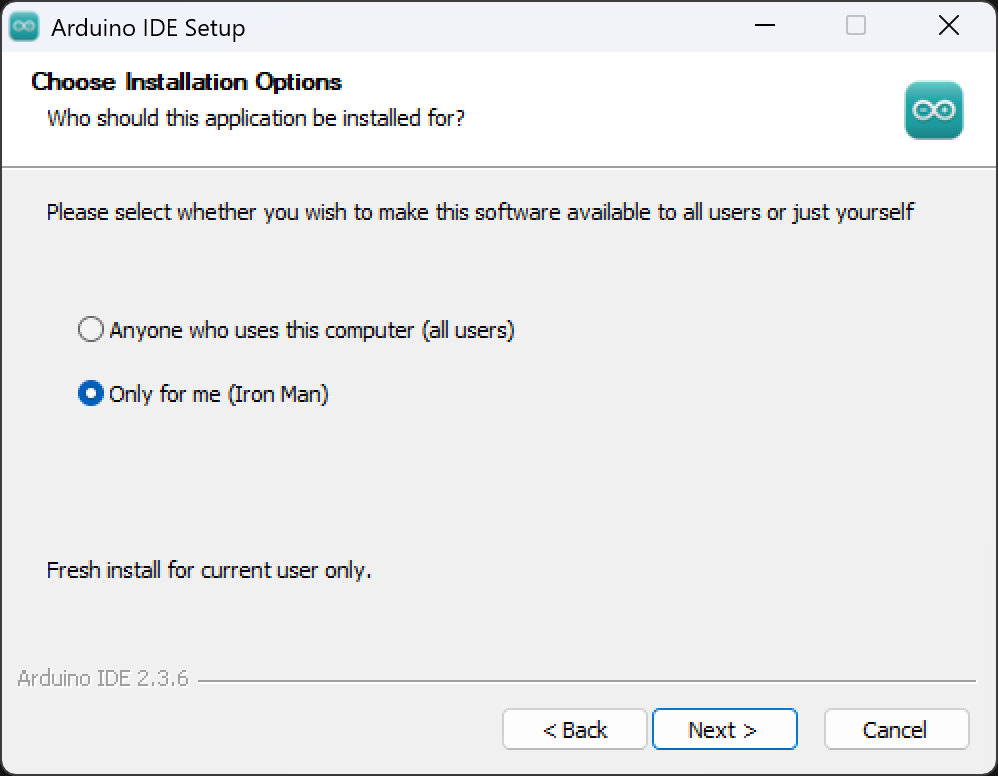 Arduino IDE Setup
Choose Installation Options
Who should this application be installed for?
Please select whether you wish to make this software available to all users or just yourself
Anyone who uses this computer (all users)
Only for me (Iron Man)
Fresh install for current user only.
Arduino IDE 2.3.6
< Back Next > Cancel